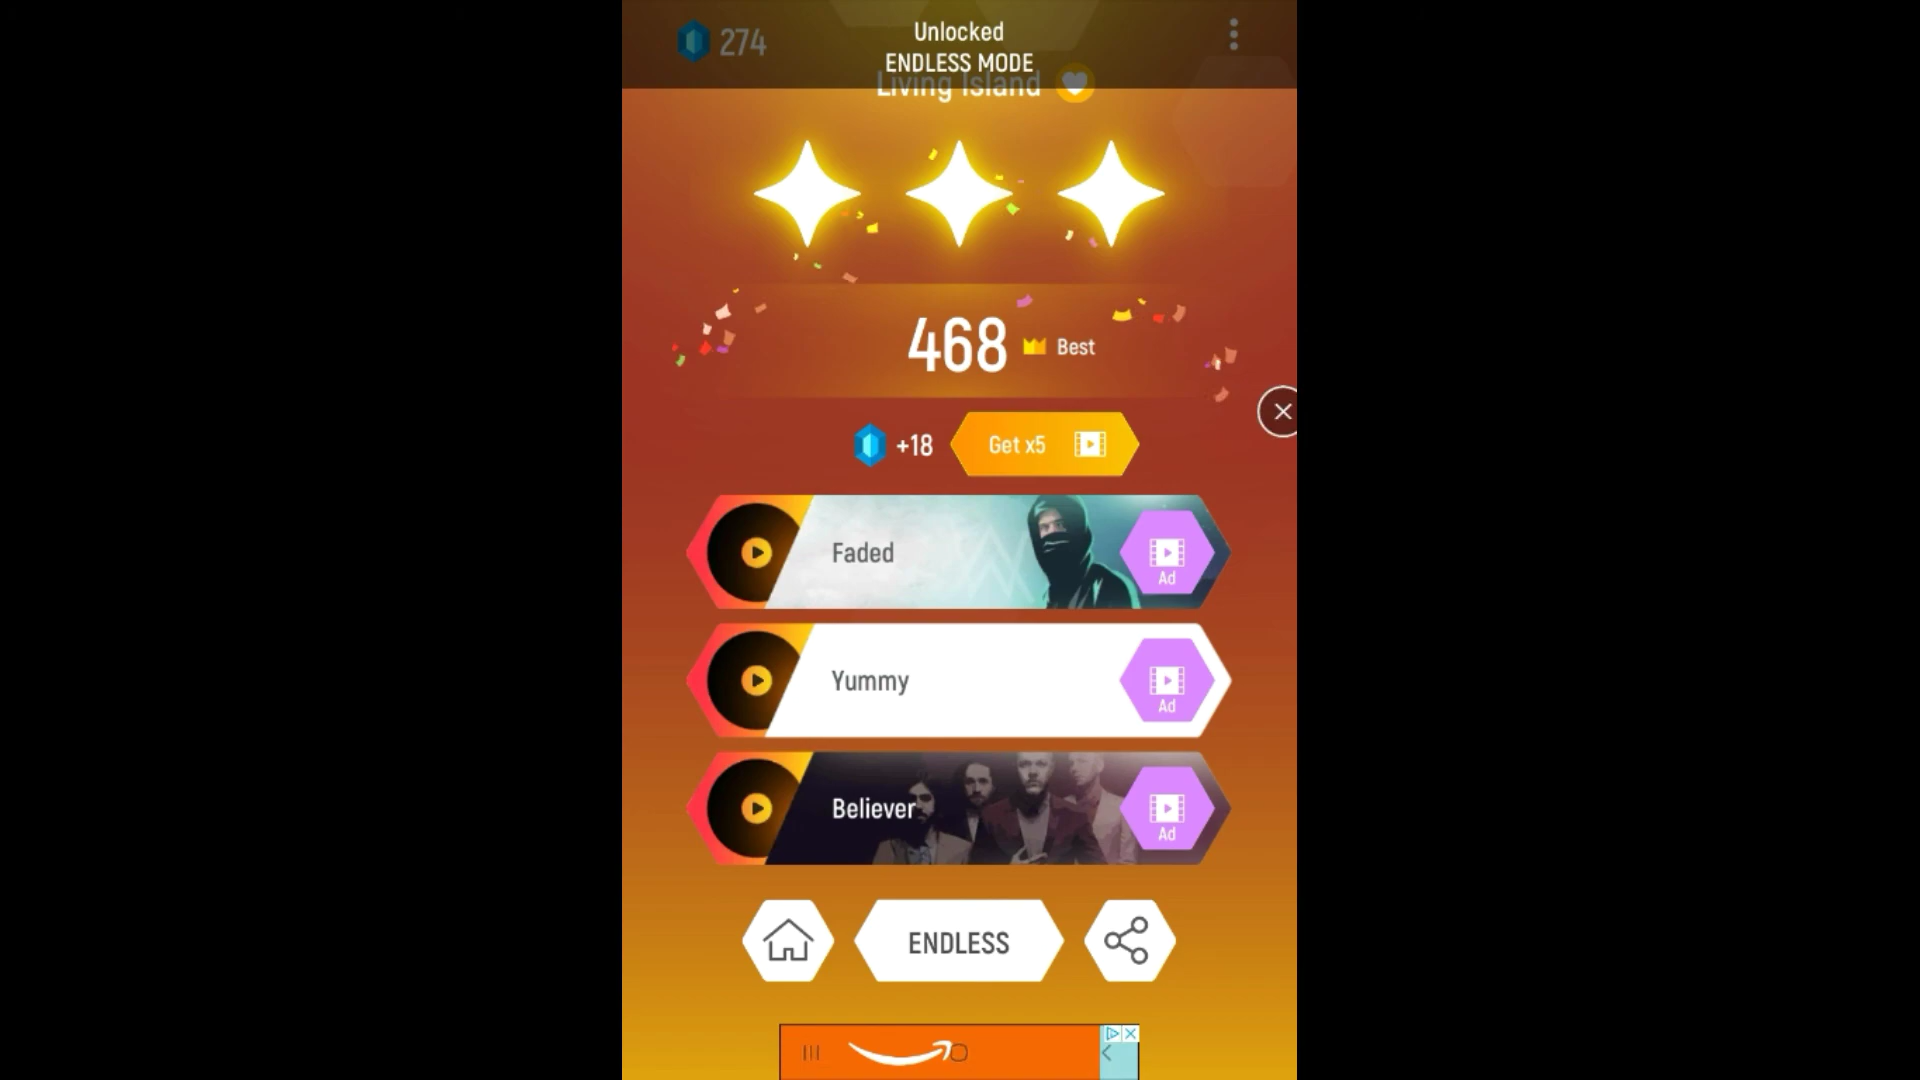 274
Unlocked
ENDLESS MODE
Living Island
468
Best
+18
Get x5
Faded
Ad
Yummy
Ad
Believer
Ad
ENDLESS